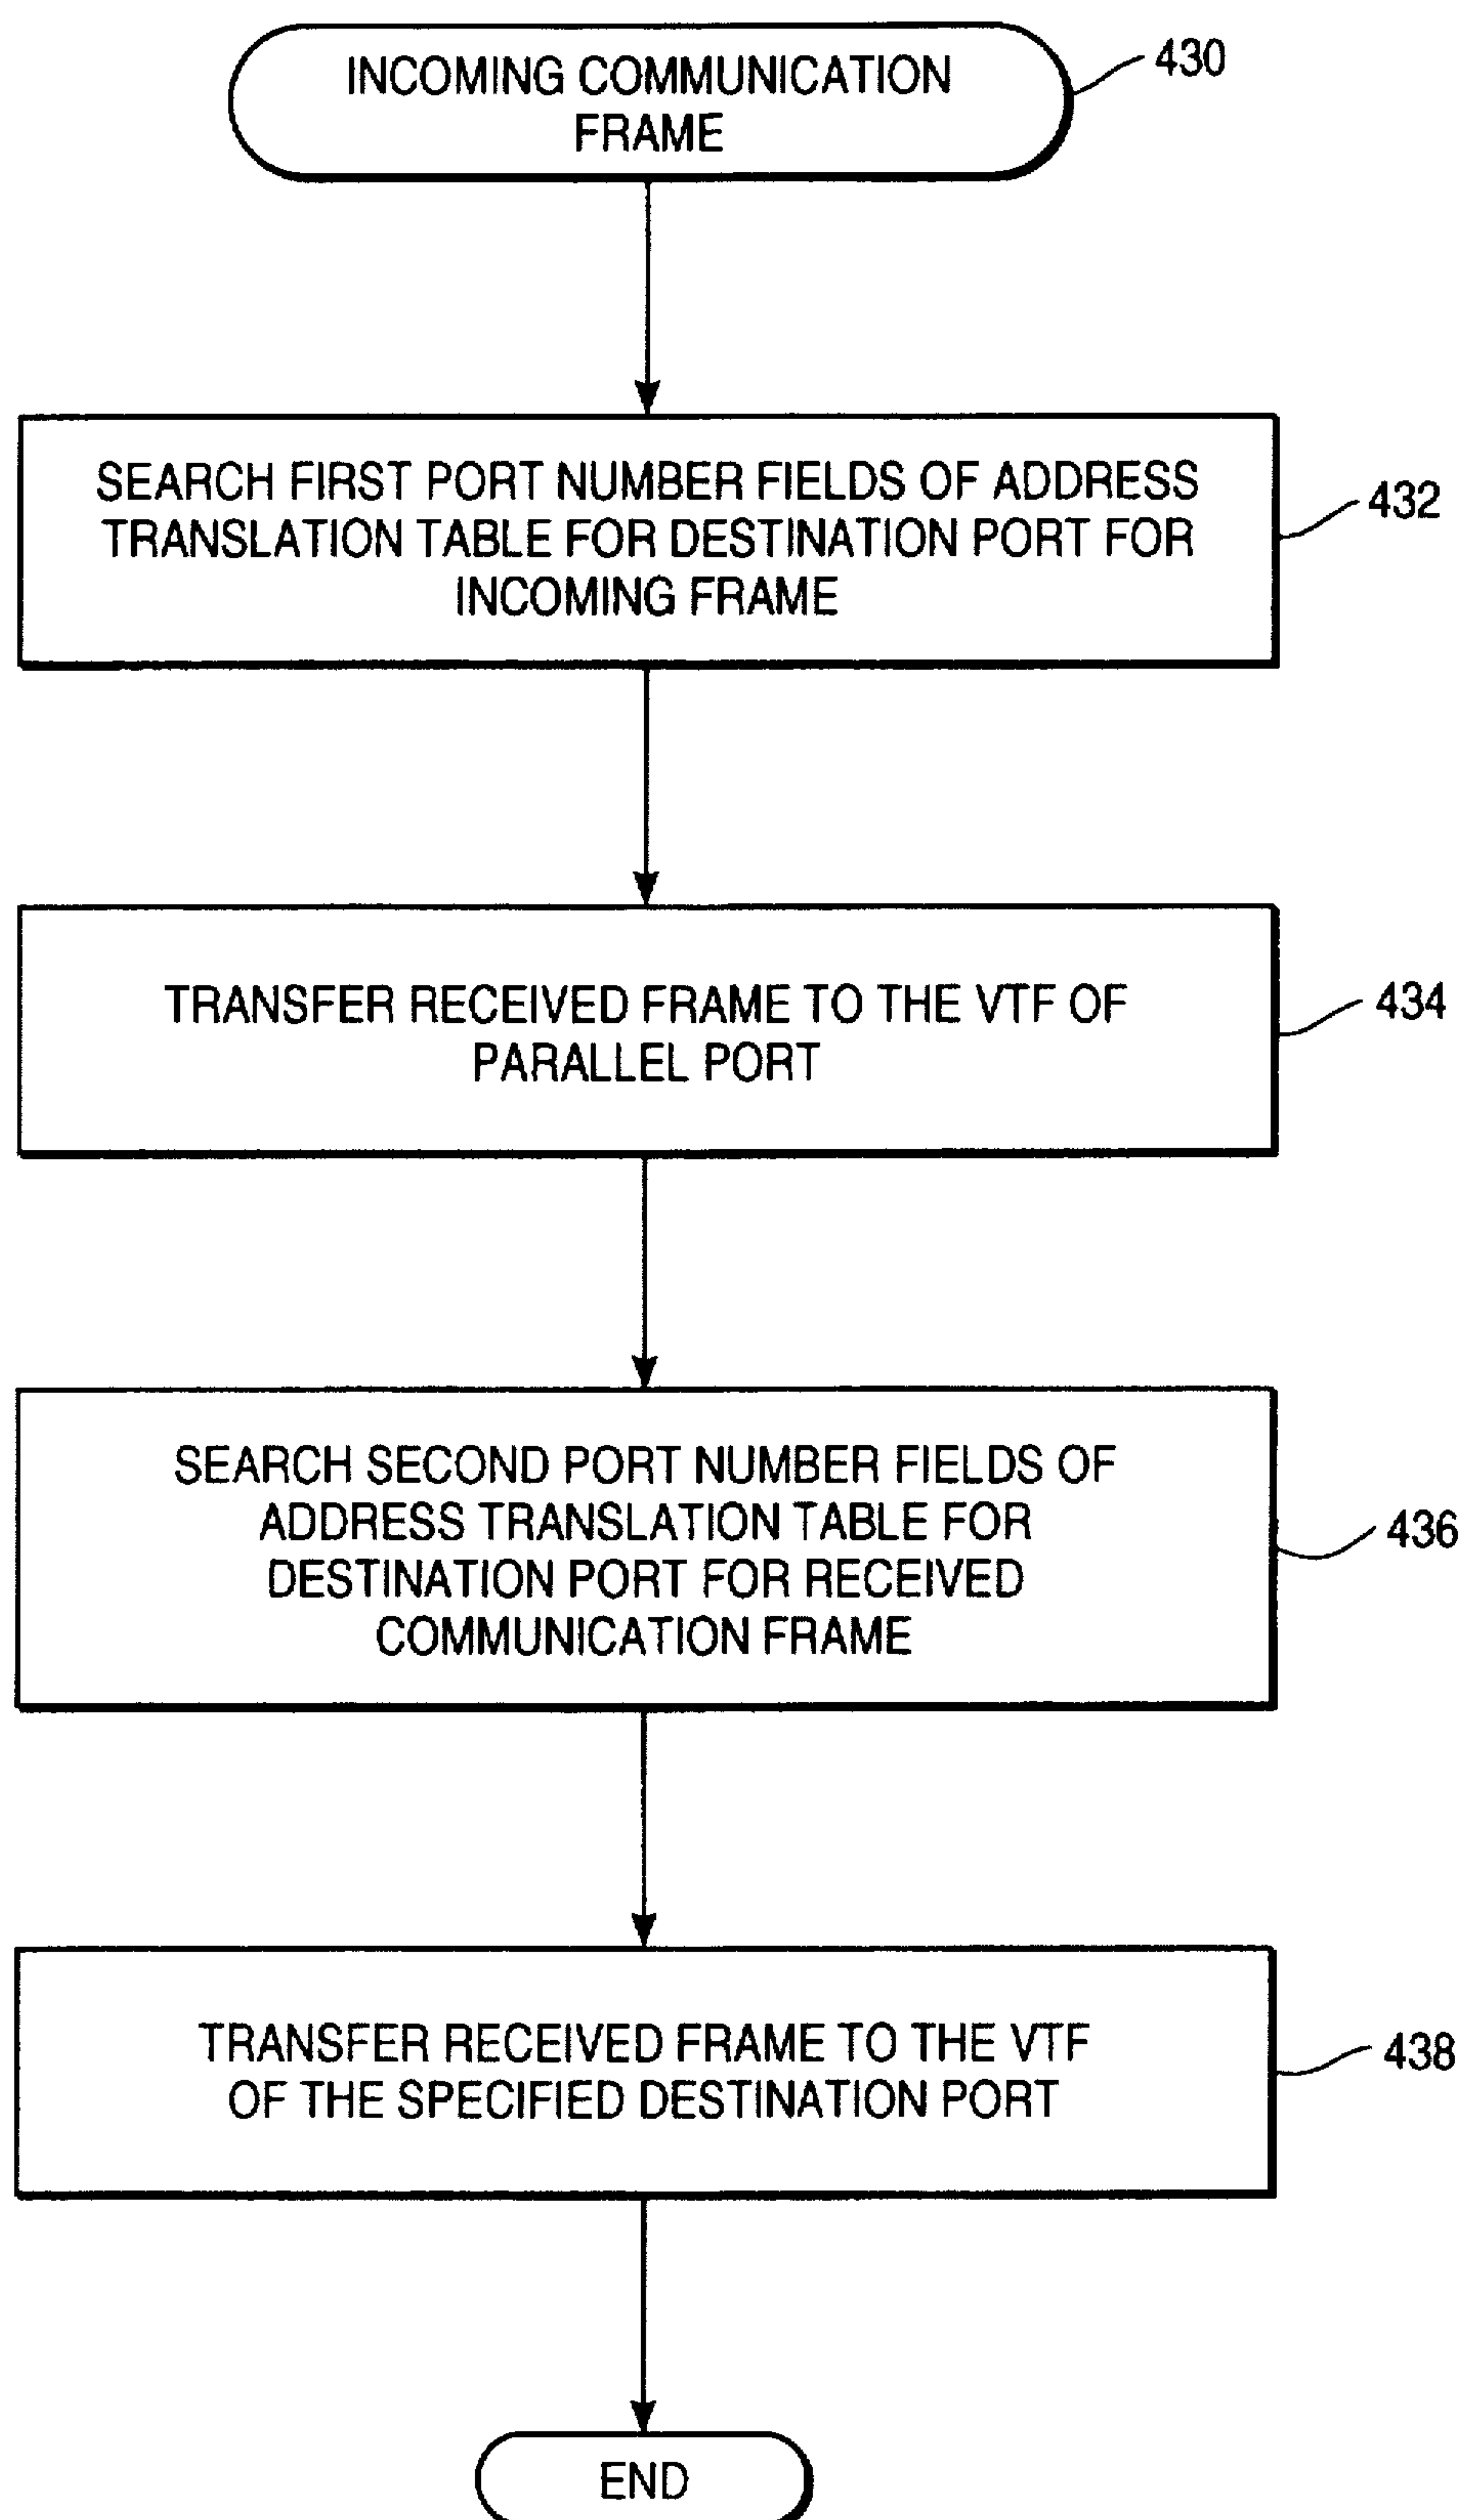 INCOMING COMMUNICATION
FRAME
430
SEARCH FIRST PORT NUMBER FIELDS OF ADDRESS
TRANSLATION TABLE FOR DESTINATION PORT FOR
INCOMING FRAME
432
TRANSFER RECEIVED FRAME TO THE VTF OF
PARALLEL PORT
434
SEARCH SECOND PORT NUMBER FIELDS OF
ADDRESS TRANSLATION TABLE FOR
DESTINATION PORT FOR RECEIVED
COMMUNICATION FRAME
436
TRANSFER RECEIVED FRAME TO THE VTF
OF THE SPECIFIED DESTINATION PORT
438
END